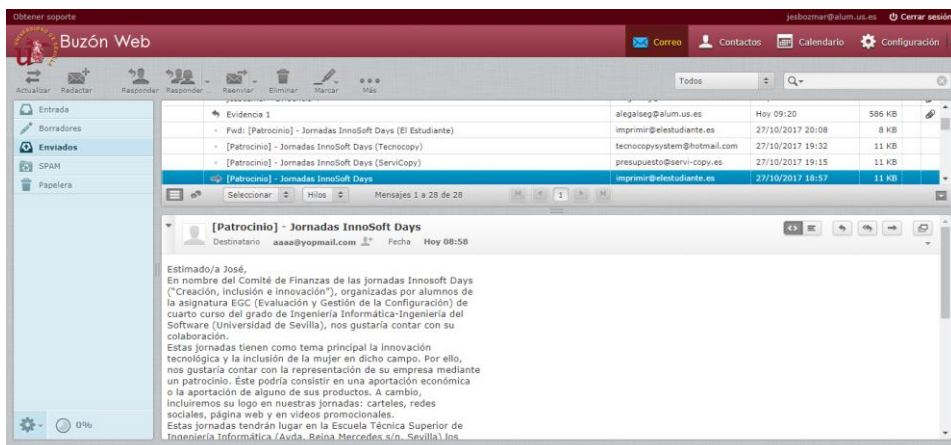 Obtener soporte
jesbozmar@alum.us.es Cerrar sesión
Buzón Web
Correo Contactos Calendario Configuración
Actualizar Redactar Responder Responder ... Reenviar Eliminar Marcar Más
Todos
Entrada
Borradores
Enviados
SPAM
Papelera
Evidencia 1 alegalseg@alum.us.es Hoy 09:20 586 KB
Fwd: [Patrocinio] - Jornadas InnoSoft Days (El Estudiante) imprimir@elestudiante.es 27/10/2017 20:08 8 KB
[Patrocinio] - Jornadas InnoSoft Days (Tecnocopy) tecnocopysystem@hotmail.com 27/10/2017 19:32 11 KB
[Patrocinio] - Jornadas InnoSoft Days (ServiCopy) presupuesto@servi-copy.es 27/10/2017 19:15 11 KB
[Patrocinio] - Jornadas InnoSoft Days imprimir@elestudiante.es 27/10/2017 18:57 11 KB
Seleccionar Hilos Mensajes 1 a 28 de 28 1
[Patrocinio] - Jornadas InnoSoft Days
Destinatario aaaa@yopmail.com Fecha Hoy 08:58
Estimado/a José,
En nombre del Comité de Finanzas de las jornadas Innosoft Days
("Creación, inclusión e innovación"), organizadas por alumnos de
la asignatura EGC (Evaluación y Gestión de la Configuración) de
cuarto curso del grado de Ingeniería Informática-Ingeniería del
Software (Universidad de Sevilla), nos gustaría contar con su
colaboración.
Estas jornadas tienen como tema principal la innovación
tecnológica y la inclusión de la mujer en dicho campo. Por ello,
nos gustaría contar con la representación de su empresa mediante
un patrocinio. Éste podría consistir en una aportación económica
o la aportación de alguno de sus productos. A cambio,
incluiremos su logo en nuestras jornadas: carteles, redes
sociales, página web y en videos promocionales.
Estas jornadas tendrán lugar en la Escuela Técnica Superior de
Ingeniería Informática (Avda. Reina Mercedes s/n, Sevilla) los
0%